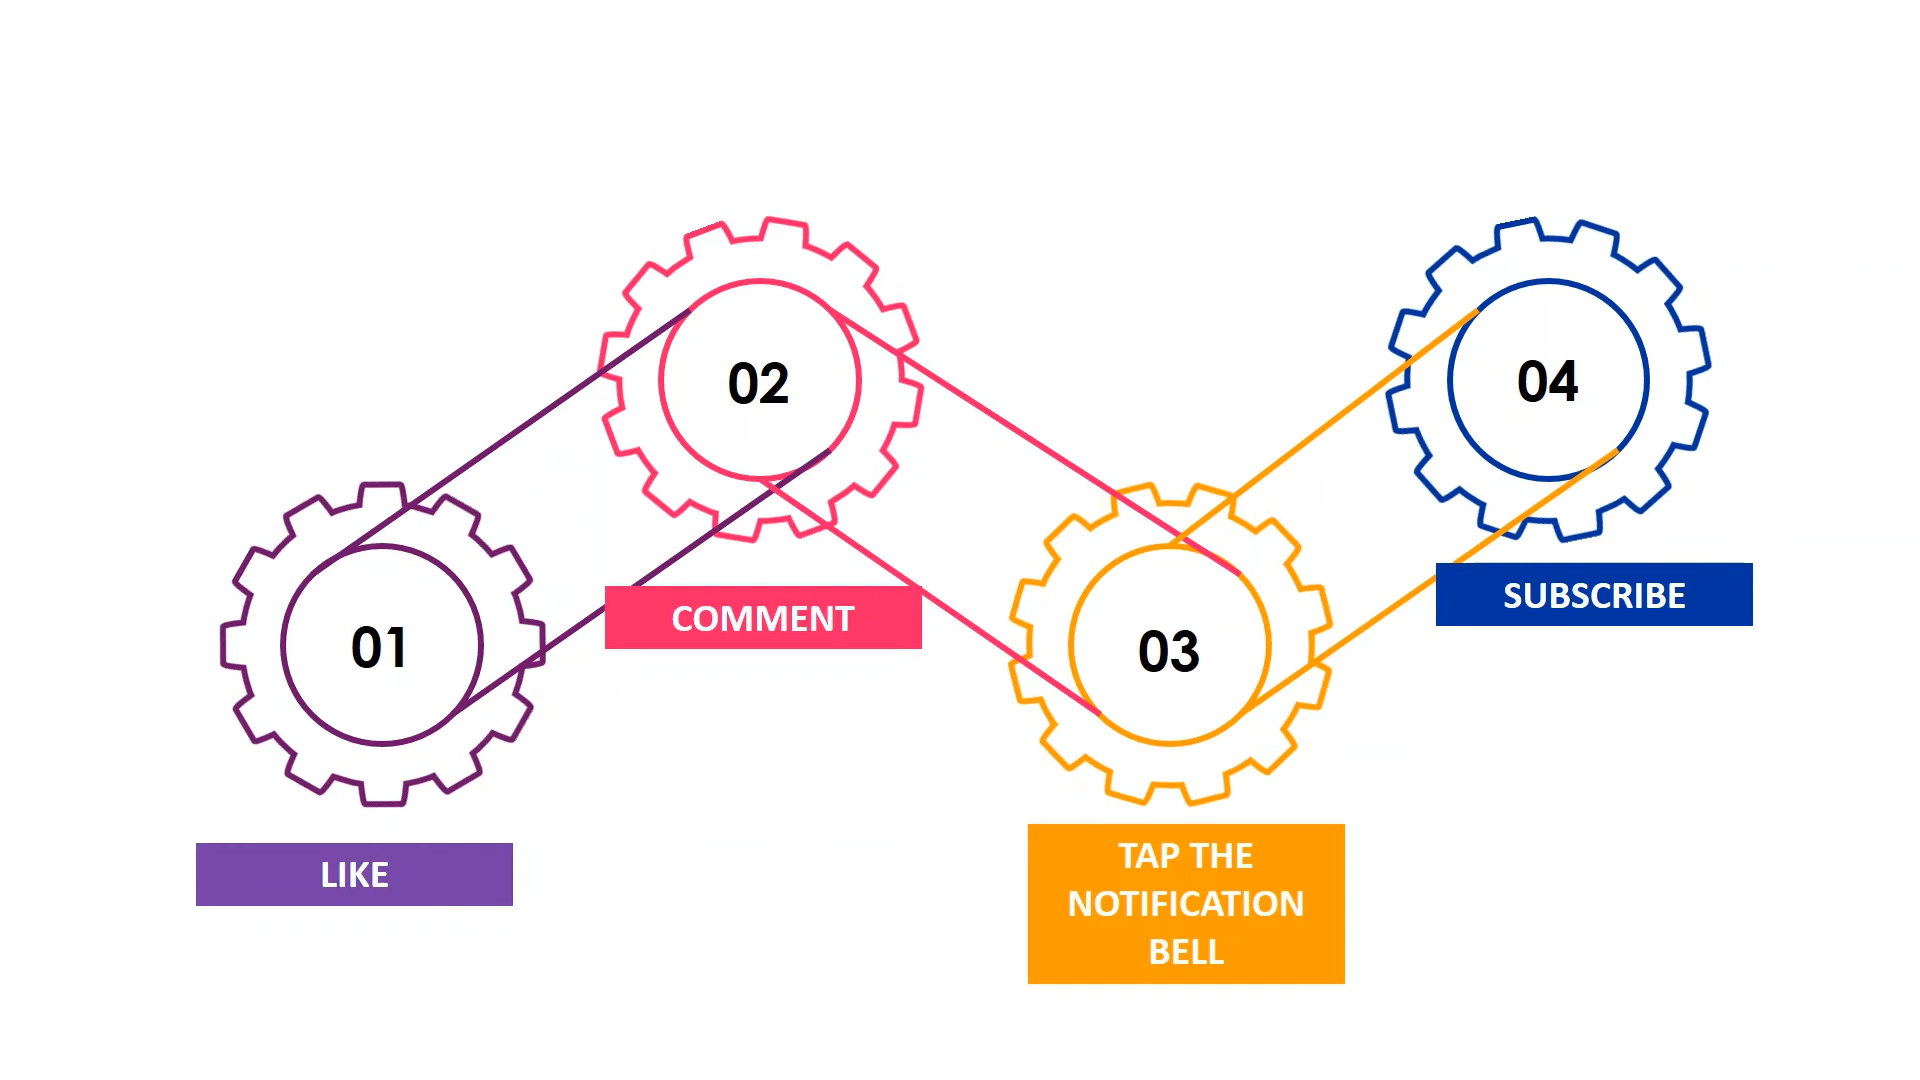 01
LIKE
02
COMMENT
03
TAP THE
NOTIFICATION
BELL
04
SUBSCRIBE